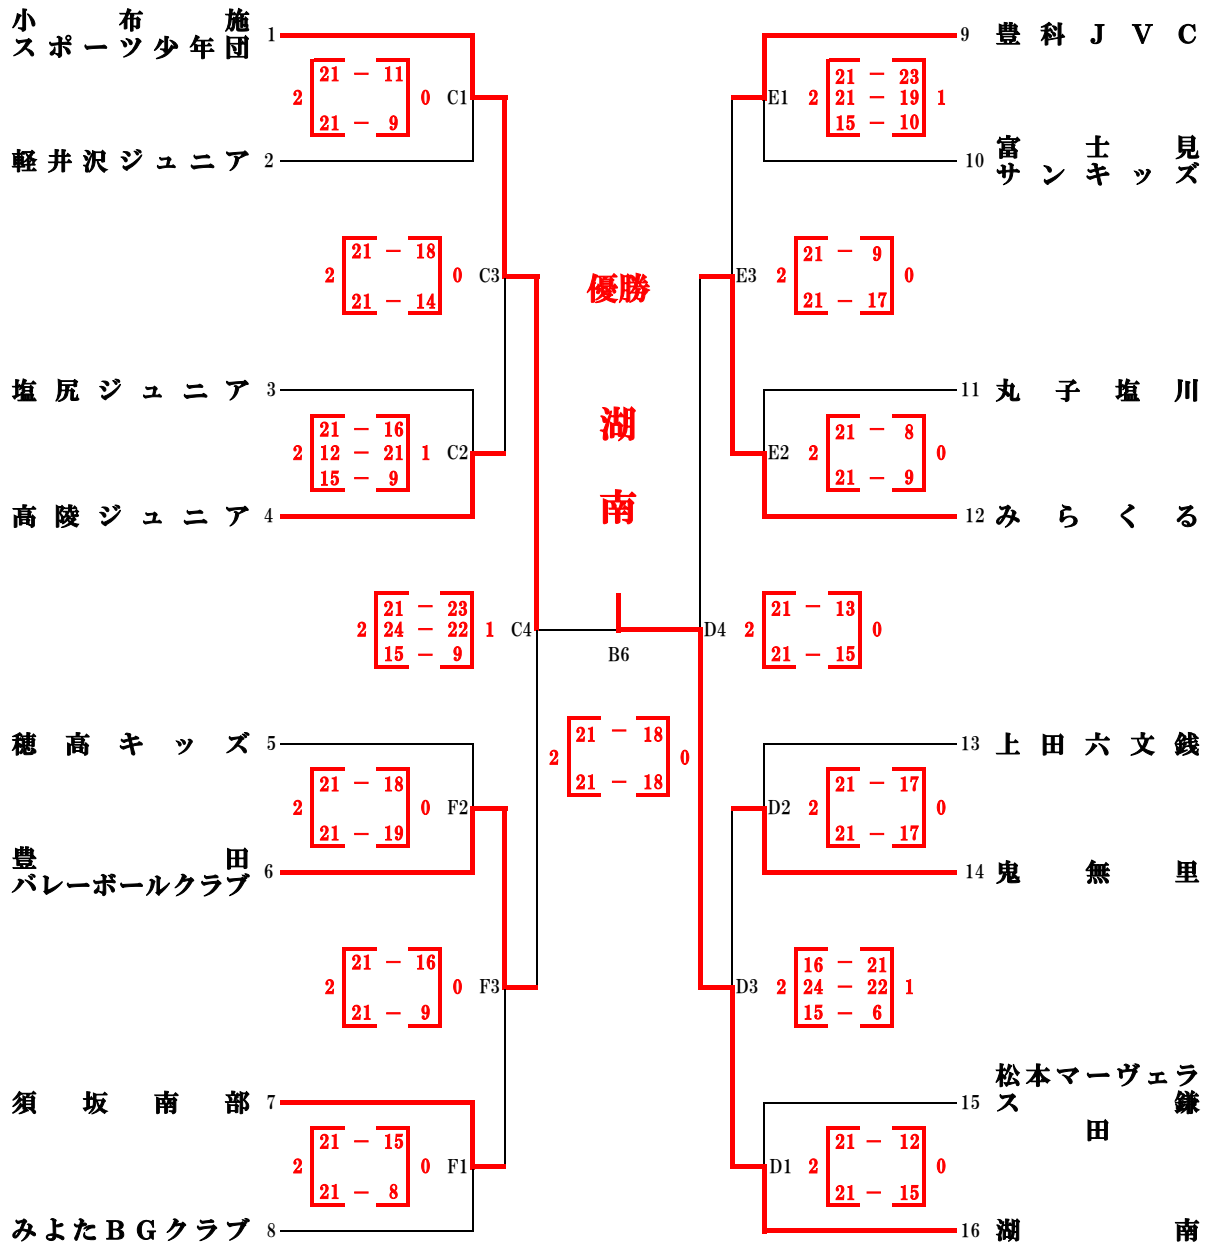 小布施
スポーツ少年団 1
21 － 11
2 0 C1
21 － 9
軽井沢ジュニア 2
21 － 18
2 0 C3
21 － 14
塩尻ジュニア 3
21 － 16
2 12 － 21 1 C2
15 － 9
高陵ジュニア 4
21 － 23
2 24 － 22 1 C4
15 － 9
穂高キッズ 5
21 － 18
2 0 F2
21 － 19
豊田
バレーボールクラブ 6
21 － 16
2 0 F3
21 － 9
須坂南部 7
21 － 15
2 0 F1
21 － 8
みよたBGクラブ 8
優勝
湖
南
B6
21 － 18
2 0
21 － 18
9 豊科JVC
21 － 23
E1 2 21 － 19 1
15 － 10
富士見
10 サンキッズ
21 － 9
E3 2 0
21 － 17
11 丸子塩川
21 － 8
E2 2 0
21 － 9
12 みらくる
21 － 13
D4 2 0
21 － 15
13 上田六文銭
21 － 17
D2 2 0
21 － 17
14 鬼無里
16 － 21
D3 2 24 － 22 1
15 － 6
松本マーヴェラ
15 ス鎌
田
21 － 12
D1 2 0
21 － 15
16 湖南